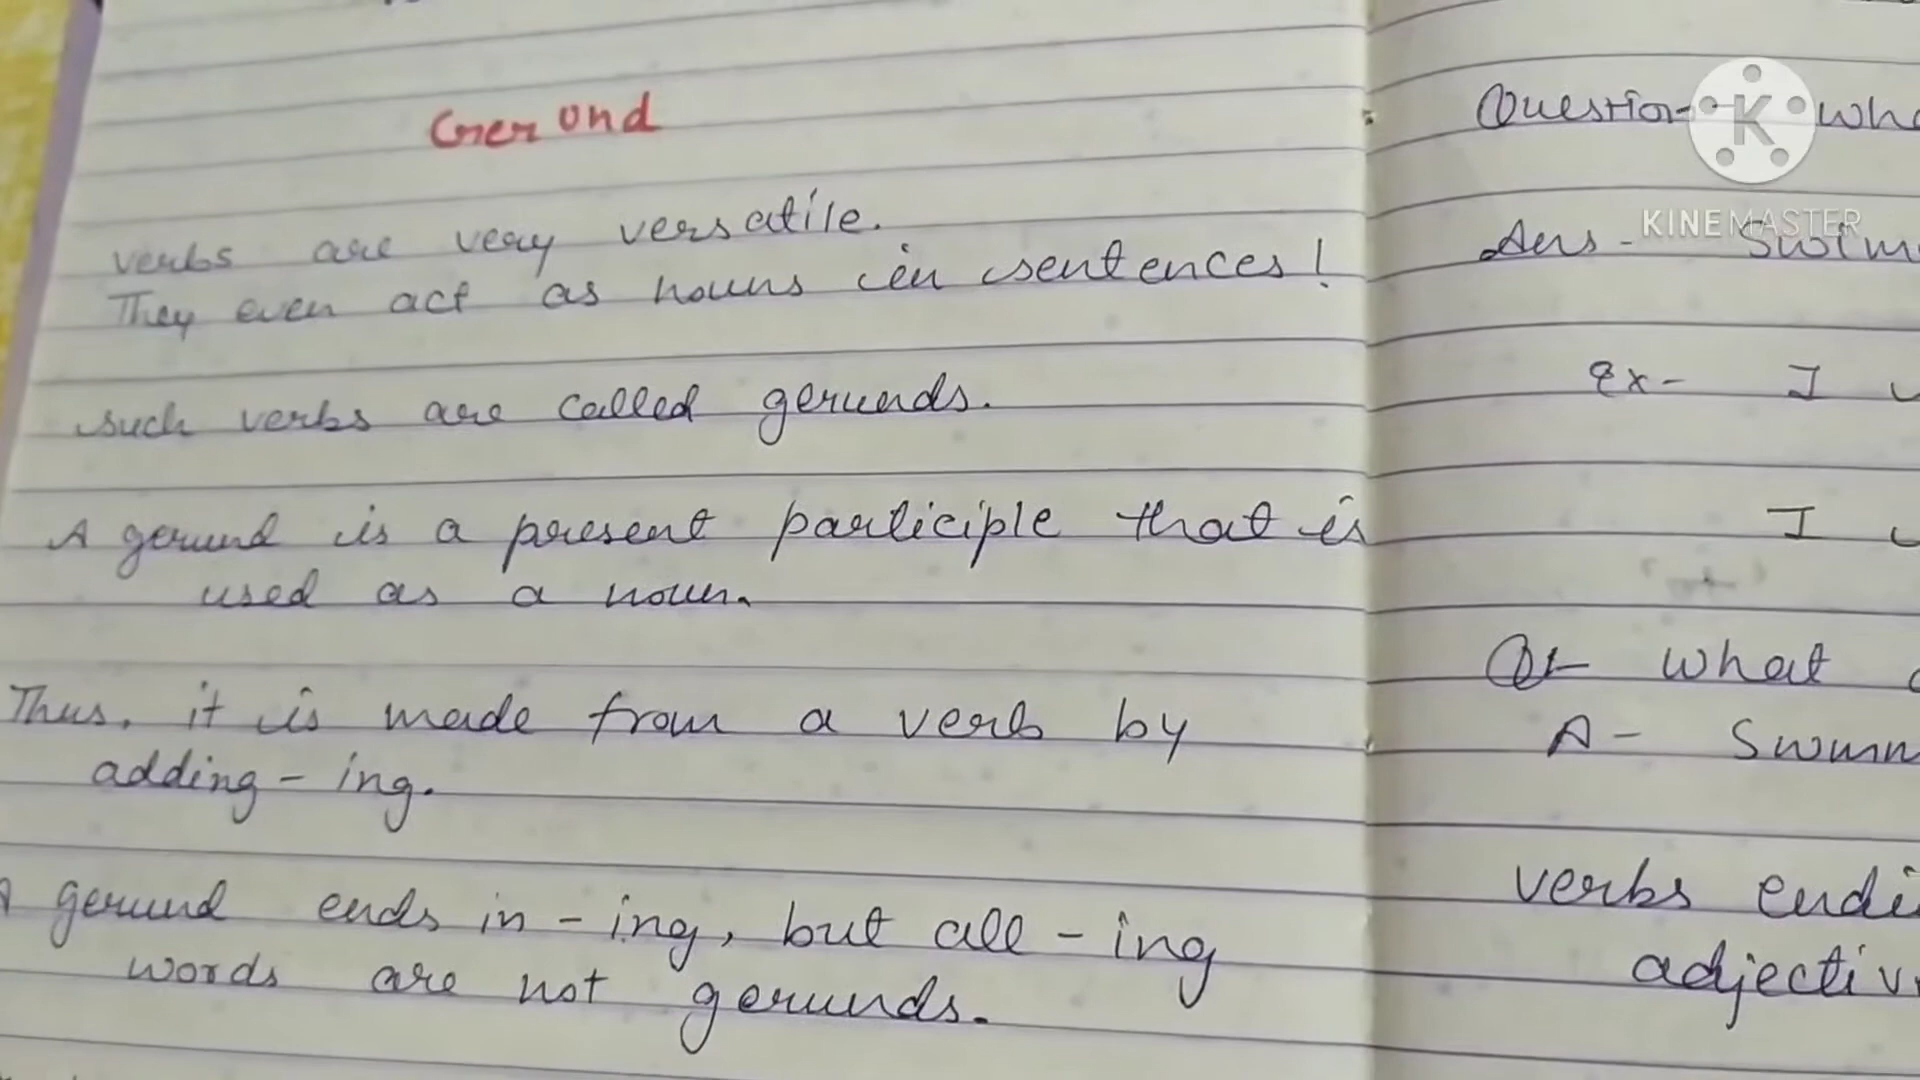 Gerund
verbs are very versatile.
They even act as nouns in sentences!
such verbs are called gerunds.
A gerund is a present participle that is
used as a noun.
Thus, it is made from a verb by
adding - ing.
A gerund ends in - ing, but all - ing
words are not gerunds.
Question
Ans -
ex - I
I
Q- what
A -
verbs
KINEMASTER